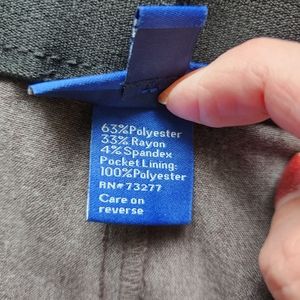 63%Polyester
33%Rayon
4%Spandex
Pocket Lining:
100%Polyester
RN#73277
Care on
reverse